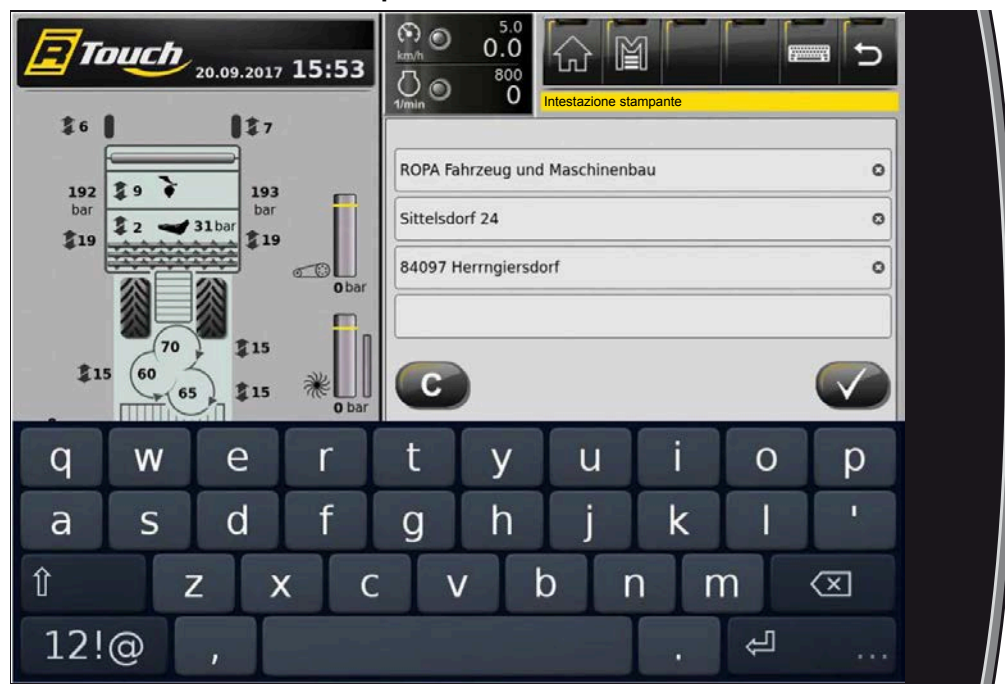 R Touch 20.09.2017 15:53
km/h 5.0
0.0
1/min 800
0
Intestazione stampante
6 7
192 bar 9 193 bar
2 31 bar
19 19
0 bar
70 15
15 60
65 15
0 bar
ROPA Fahrzeug und Maschinenbau
Sittelsdorf 24
84097 Herrngiersdorf
C
q w e r t y u i o p
a s d f g h j k l '
z x c v b n m
12!@ , . ...